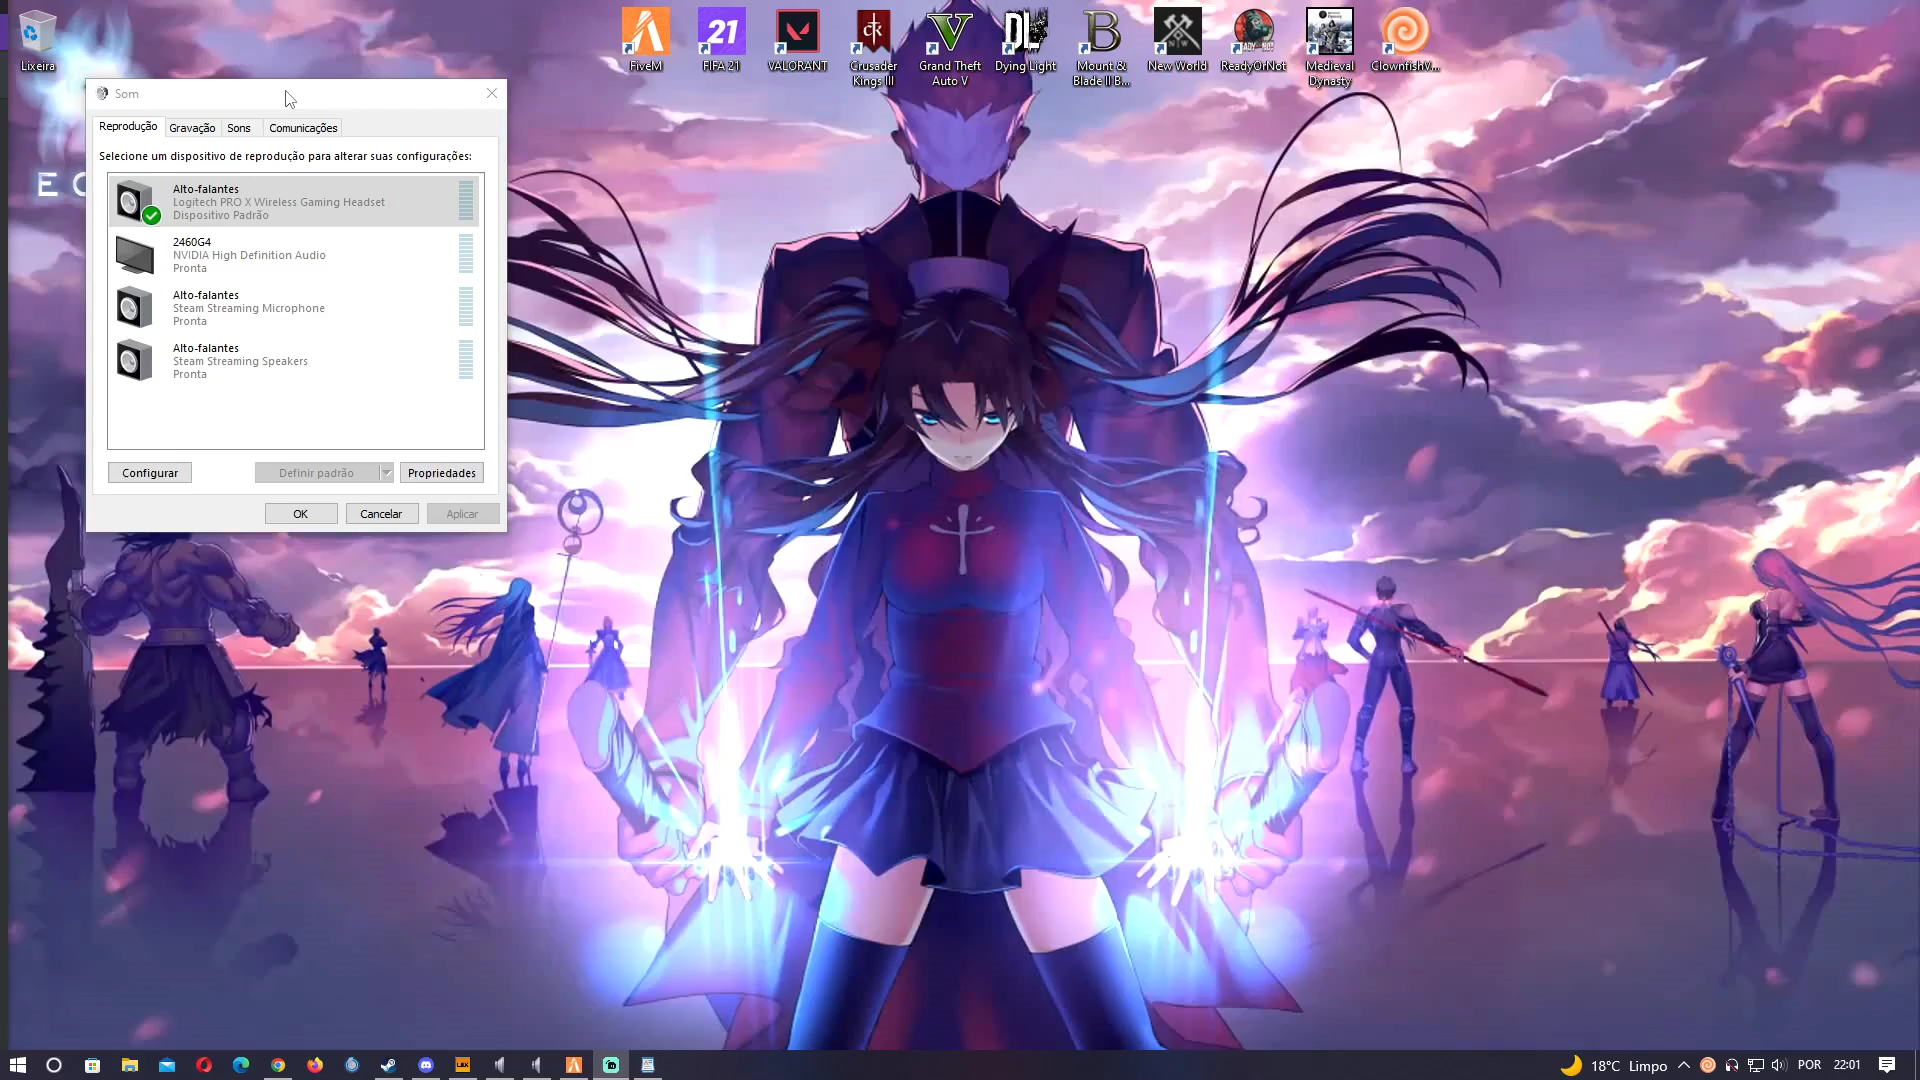 Lixeira
FiveM
21
FIFA 21
VALORANT
Crusader
Kings III
Grand Theft
Auto V
DL
Dying Light
B
Mount &
Blade II B...
NW
New World
ReadyOrNot
Medieval
Dynasty
ClownfishV...
Som
Reprodução
Gravação
Sons
Comunicações
Selecione um dispositivo de reprodução para alterar suas configurações:
Alto-falantes
Logitech PRO X Wireless Gaming Headset
Dispositivo Padrão
2460G4
NVIDIA High Definition Audio
Pronta
Alto-falantes
Steam Streaming Microphone
Pronta
Alto-falantes
Steam Streaming Speakers
Pronta
Configurar
Definir padrão
Propriedades
OK
Cancelar
Aplicar
18°C Limpo
POR
22:01